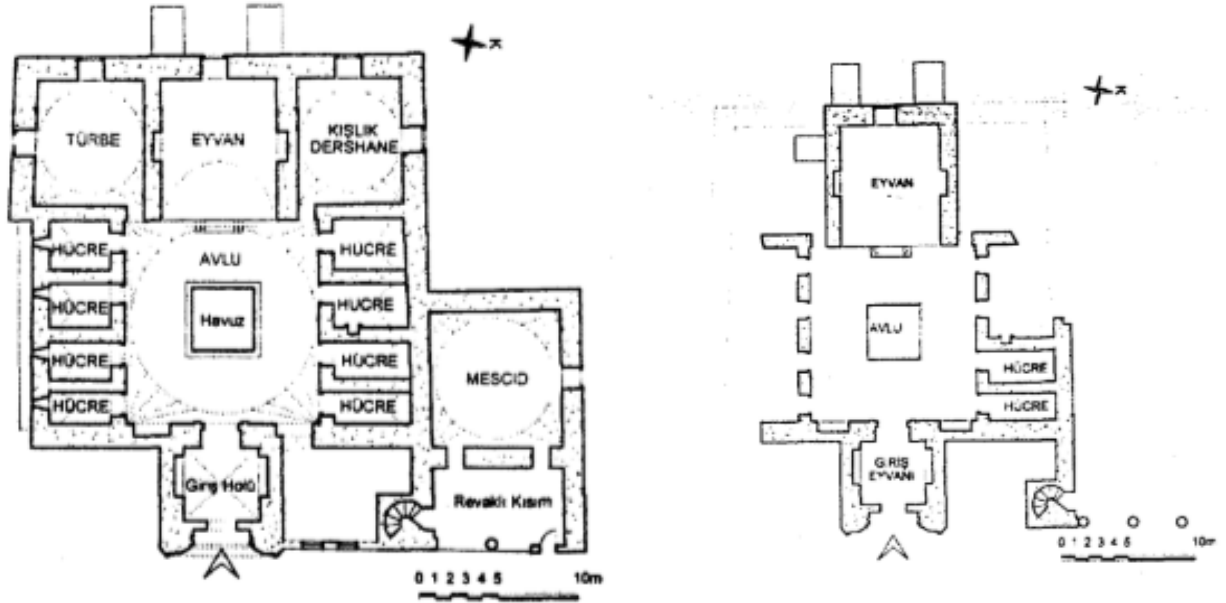 K
TÜRBE
EYVAN
KIŞLIK
DERSHANE
HÜCRE
AVLU
HÜCRE
HÜCRE
Havuz
HUCRE
HÜCRE
HÜCRE
MESCID
HÜCRE
HÜCRE
Giriş Holü
Revaklı Kısım
0 1 2 3 4 5 10m
K
EYVAN
AVLU
HÜCRE
HÜCRE
GİRİŞ
EYVANI
0 1 2 3 4 5 10m